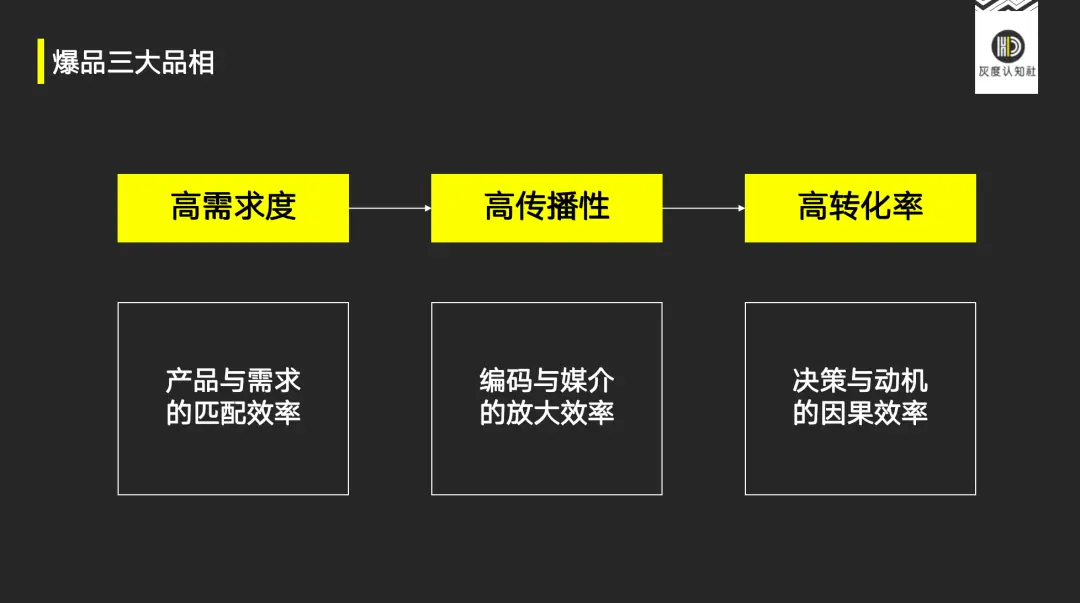 爆品三大品相
灰度认知社
高需求度
高传播性
高转化率
产品与需求
的匹配效率
编码与媒介
的放大效率
决策与动机
的因果效率